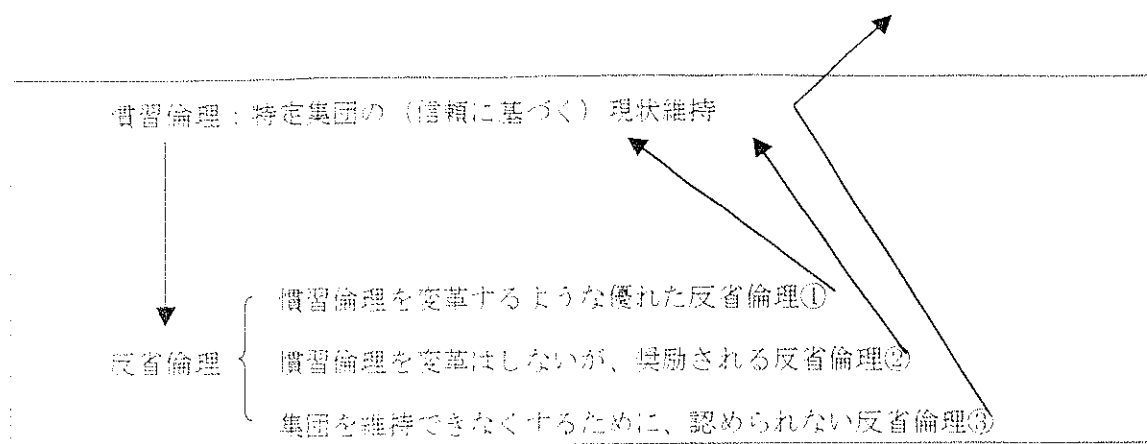 慣習倫理：特定集団の（信頼に基づく）現状維持
慣習倫理を変革するような優れた反省倫理①
反省倫理
慣習倫理を変革はしないが、奨励される反省倫理②
集団を維持できなくするために、認められない反省倫理③